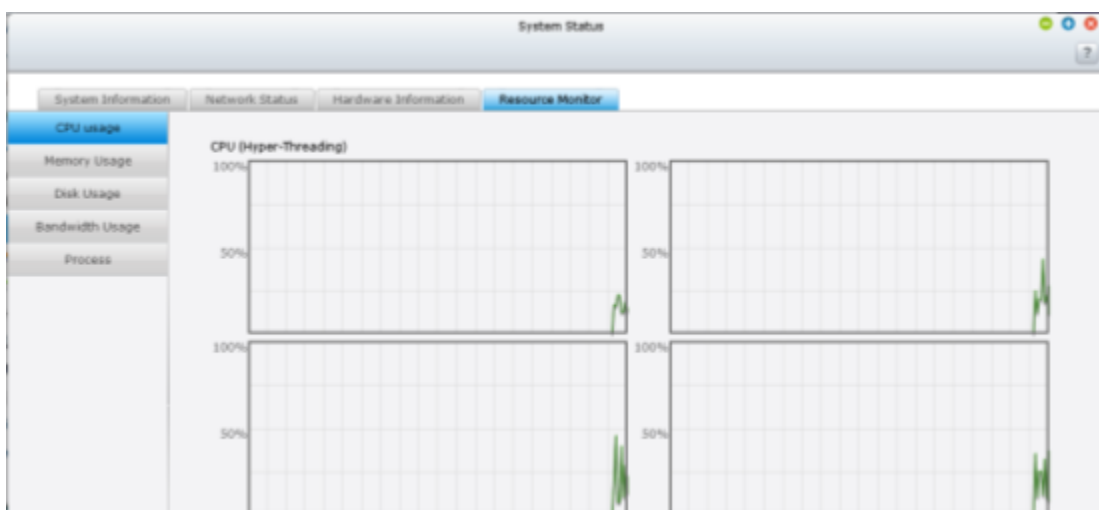 System Status
?
System Information Network Status Hardware Information Resource Monitor
CPU usage
Memory Usage
Disk Usage
Bandwidth Usage
Process
CPU (Hyper-Threading)
100% 100%
50% 50%
100% 100%
50% 50%